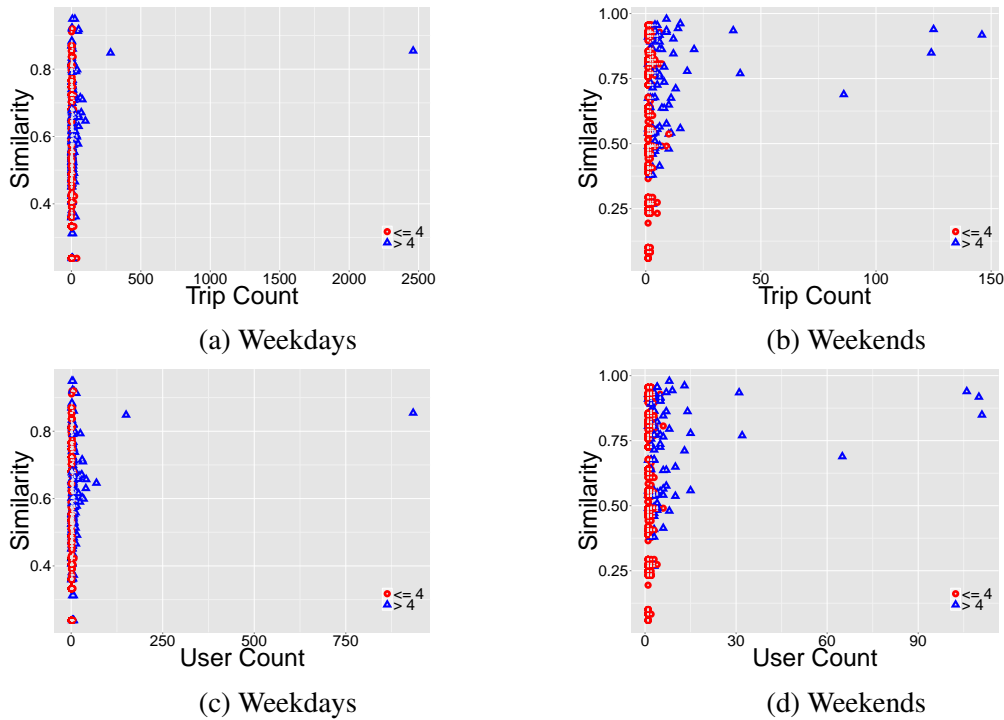 Similarity
0.8
0.6
0.4
<= 4
> 4
0 500 1000 1500 2000 2500
Trip Count
(a) Weekdays
Similarity
1.00
0.75
0.50
0.25
<= 4
> 4
0 50 100 150
Trip Count
(b) Weekends
Similarity
0.8
0.6
0.4
<= 4
> 4
0 250 500 750
User Count
(c) Weekdays
Similarity
1.00
0.75
0.50
0.25
<= 4
> 4
0 30 60 90
User Count
(d) Weekends